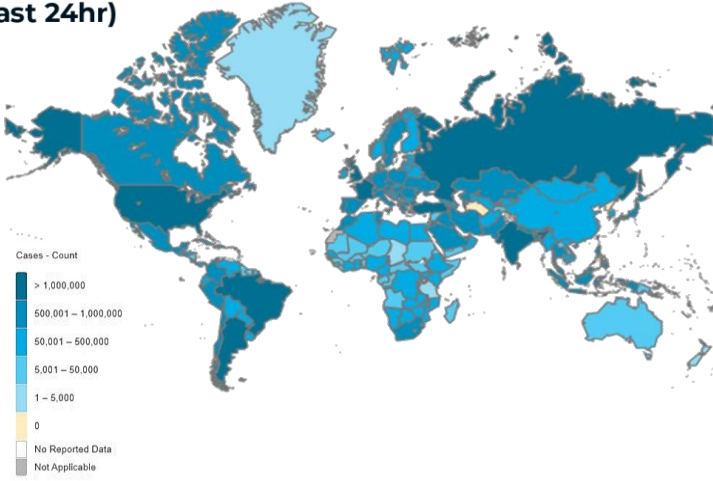 ast 24hr)
Cases - Count
> 1,000,000
500,001 – 1,000,000
50,001 – 500,000
5,001 – 50,000
1 – 5,000
0
No Reported Data
Not Applicable